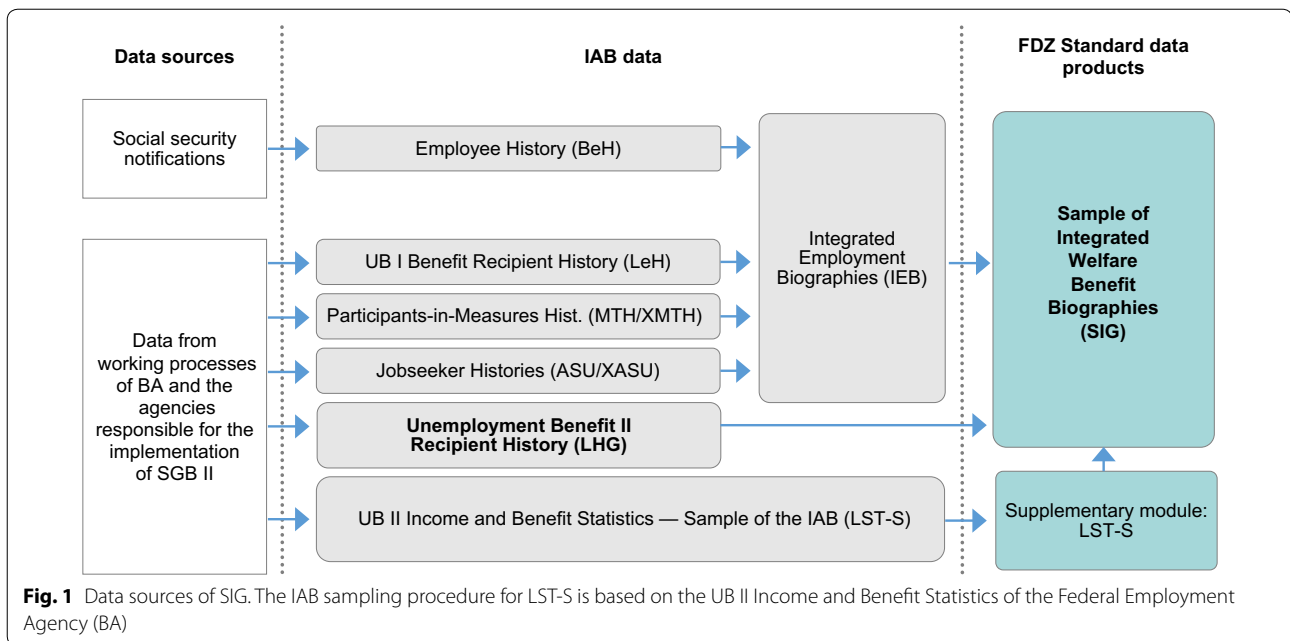 Data sources
IAB data
FDZ Standard data
products
Social security
notifications
Employee History (BeH)
Data from
working processes
of BA and the
agencies
responsible for the
implementation
of SGB II
UB I Benefit Recipient History (LeH)
Participants-in-Measures Hist. (MTH/XMTH)
Jobseeker Histories (ASU/XASU)
Unemployment Benefit II
Recipient History (LHG)
UB II Income and Benefit Statistics — Sample of the IAB (LST-S)
Integrated
Employment
Biographies (IEB)
Sample of
Integrated
Welfare
Benefit
Biographies
(SIG)
Supplementary module:
LST-S
Fig. 1 Data sources of SIG. The IAB sampling procedure for LST-S is based on the UB II Income and Benefit Statistics of the Federal Employment
Agency (BA)